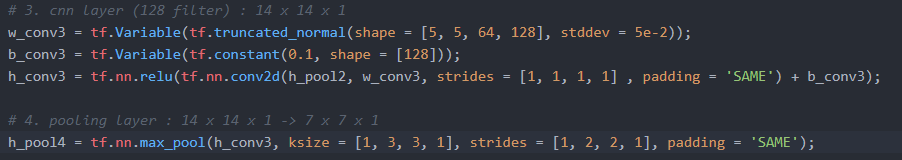 # 3. cnn layer (128 filter) : 14 x 14 x 1
w_conv3 = tf.Variable(tf.truncated_normal(shape = [5, 5, 64, 128], stddev = 5e-2));
b_conv3 = tf.Variable(tf.constant(0.1, shape = [128]));
h_conv3 = tf.nn.relu(tf.nn.conv2d(h_pool2, w_conv3, strides = [1, 1, 1, 1] , padding = 'SAME') + b_conv3);
# 4. pooling layer : 14 x 14 x 1 -> 7 x 7 x 1
h_pool4 = tf.nn.max_pool(h_conv3, ksize = [1, 3, 3, 1], strides = [1, 2, 2, 1], padding = 'SAME');